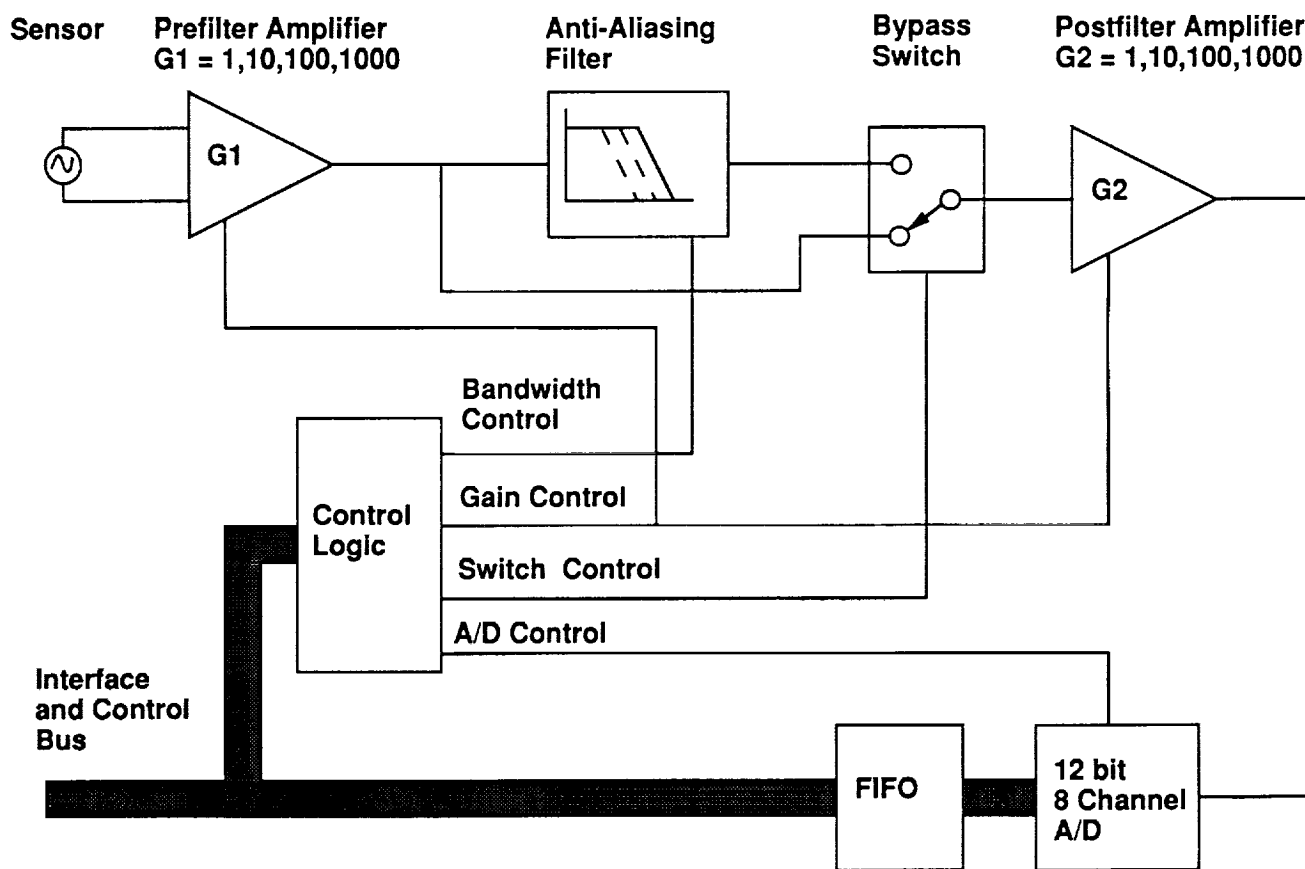 Sensor
Prefilter Amplifier
G1 = 1,10,100,1000
Anti-Aliasing
Filter
Bypass
Switch
Postfilter Amplifier
G2 = 1,10,100,1000
G1
G2
Bandwidth
Control
Gain Control
Control
Logic
Switch Control
A/D Control
Interface
and Control
Bus
FIFO
12 bit
8 Channel
A/D